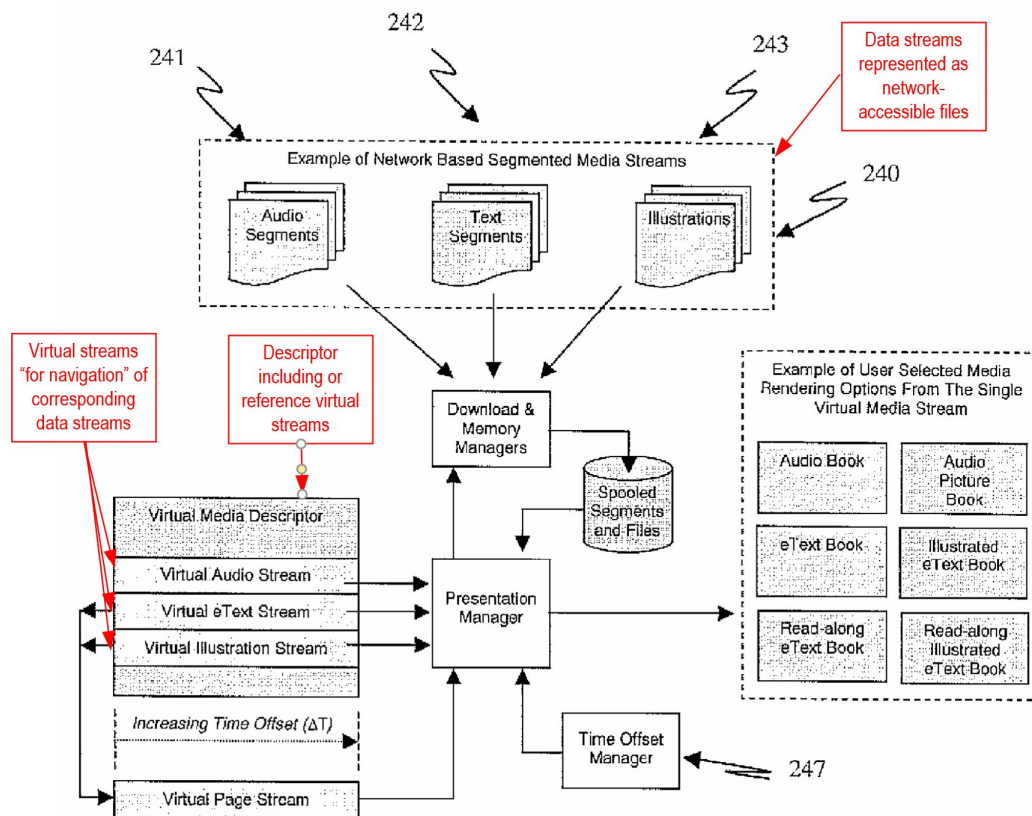 241
242
243
Data streams
represented as
network-
accessible files
Example of Network Based Segmented Media Streams
240
Audio
Segments
Text
Segments
Illustrations
Virtual streams
“for navigation” of
corresponding
data streams
Descriptor
including or
reference virtual
streams
Download &
Memory
Managers
Spooled
Segments
and Files
Example of User Selected Media
Rendering Options From The Single
Virtual Media Stream
Audio Book
Audio
Picture
Book
eText Book
Illustrated
eText Book
Read-along
eText Book
Read-along
Illustrated
eText Book
Virtual Media Descriptor
Virtual Audio Stream
Virtual eText Stream
Virtual Illustration Stream
Presentation
Manager
Increasing Time Offset (ΔT)
Time Offset
Manager
247
Virtual Page Stream